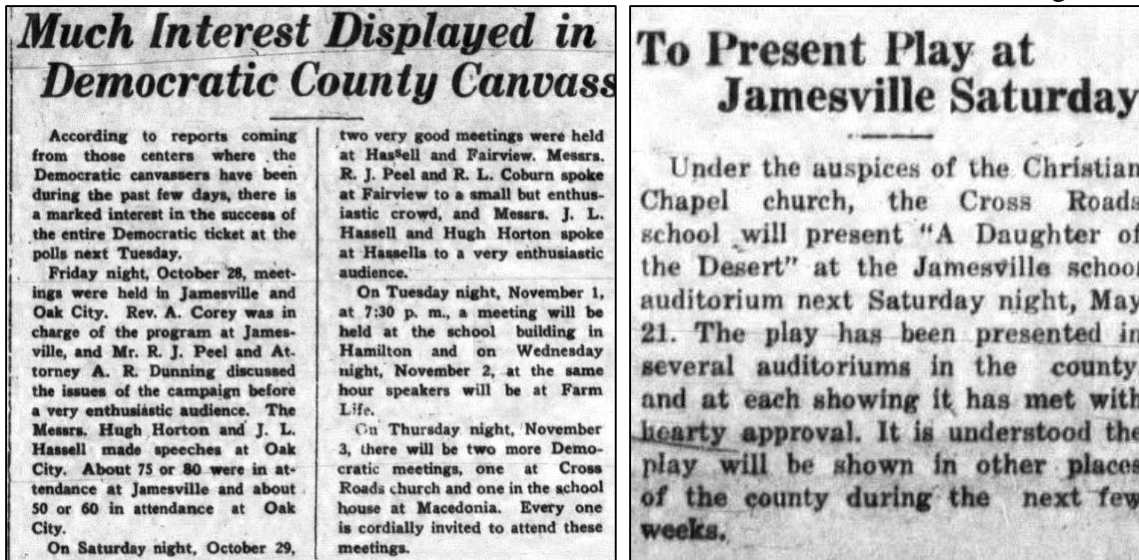 Much Interest Displayed in
Democratic County Canvass
According to reports coming
from those centers where the
Democratic canvassers have been
during the past few days, there is
a marked interest in the success of
the entire Democratic ticket at the
polls next Tuesday.
Friday night, October 28, meet-
ings were held in Jamesville and
Oak City. Rev. A. Corey was in
charge of the program at James-
ville, and Mr. R. J. Peel and At-
torney A. R. Dunning discussed
the issues of the campaign before
a very enthusiastic audience. The
Messrs. Hugh Horton and J. L.
Hassell made speeches at Oak
City. About 75 or 80 were in at-
tendance at Jamesville and about
50 or 60 in attendance at Oak
City.
On Saturday night, October 29,
two very good meetings were held
at Hassell and Fairview. Messrs.
R. J. Peel and R. L. Coburn spoke
at Fairview to a small but enthus-
iastic crowd, and Messrs. J. L.
Hassell and Hugh Horton spoke
at Hassells to a very enthusiastic
audience.
On Tuesday night, November 1,
at 7:30 p. m., a meeting will be
held at the school building in
Hamilton and on Wednesday
night, November 2, at the same
hour speakers will be at Farm
Life.
On Thursday night, November
3, there will be two more Demo-
cratic meetings, one at Cross
Roads church and one in the school
house at Macedonia. Every one
is cordially invited to attend these
meetings.
To Present Play at
Jamesville Saturday
Under the auspices of the Christian
Chapel church, the Cross Roads
school will present "A Daughter of
the Desert" at the Jamesville school
auditorium next Saturday night, May
21. The play has been presented in
several auditoriums in the county
and at each showing it has met with
hearty approval. It is understood the
play will be shown in other places
of the county during the next few
weeks.